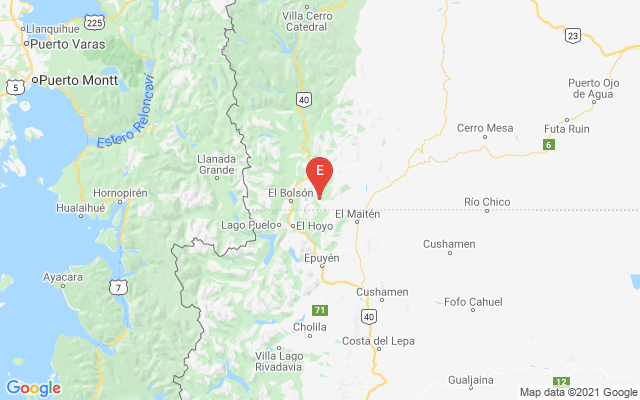 Villa Cerro
Catedral
Llanquihue
225
Puerto Varas
23
5
Puerto Montt
Puerto Ojo
de Agua
40
Estero Reloncaví
Cerro Mesa
Futa Ruin
6
Llanada
Grande
E
Hornopirén
El Bolsón
Río Chico
Hualaihué
El Maitén
Lago Puelo
El Hoyo
Cushamen
Epuyén
Ayacara
7
Cushamen
Fofo Cahuel
71
40
Cholila
Costa del Lepa
Villa Lago
Rivadavia
Gualjaina
12
Google
Map data ©2021 Google